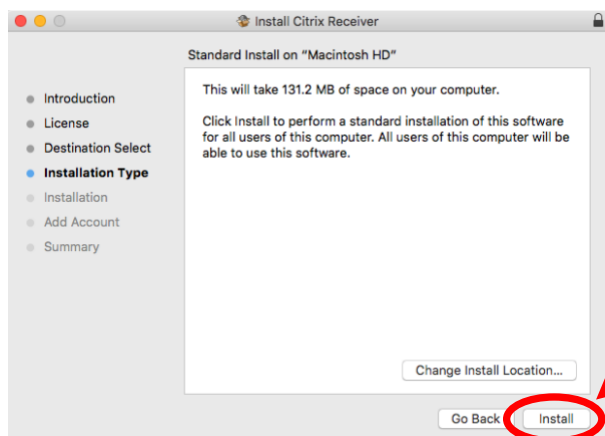 Install Citrix Receiver
Standard Install on "Macintosh HD"
Introduction
License
Destination Select
Installation Type
Installation
Add Account
Summary
This will take 131.2 MB of space on your computer.
Click Install to perform a standard installation of this software
for all users of this computer. All users of this computer will be
able to use this software.
Change Install Location...
Go Back
Install